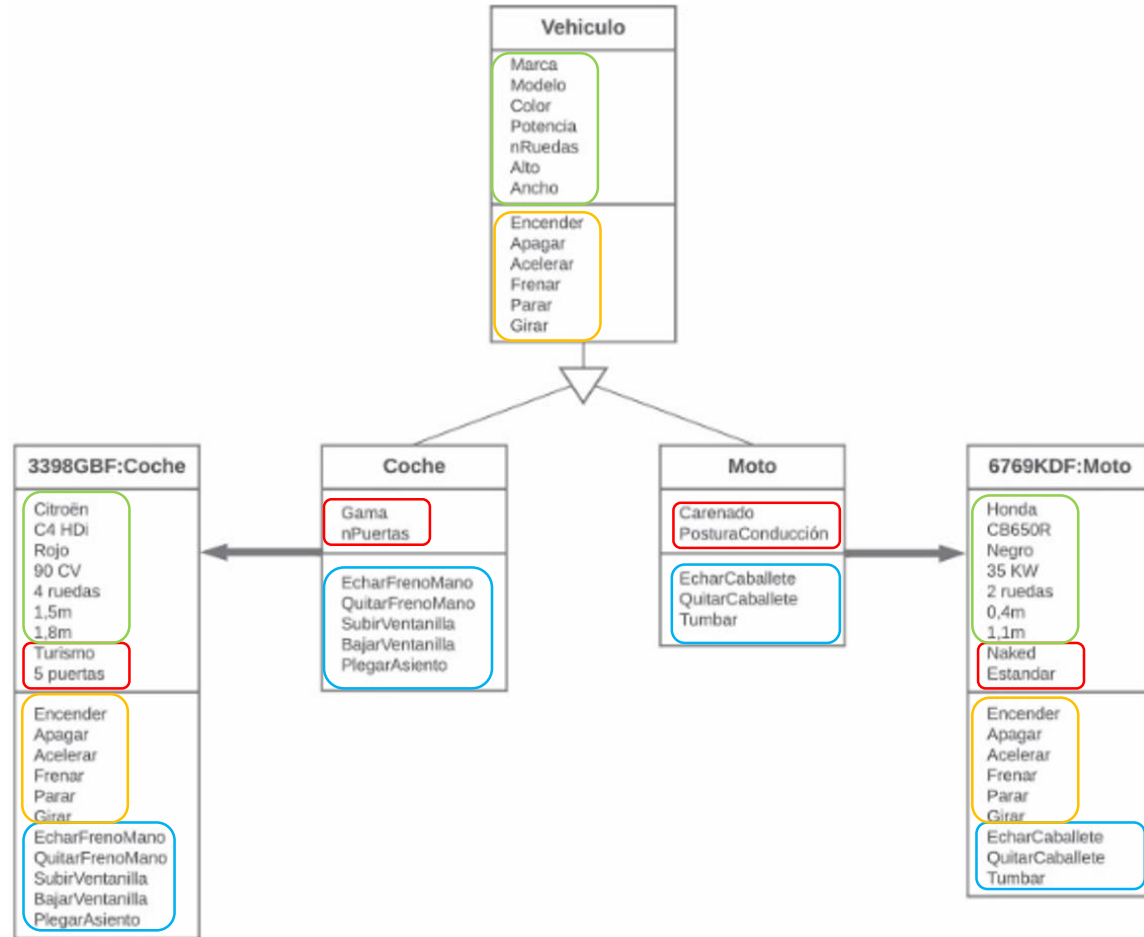 Vehiculo
Marca
Modelo
Color
Potencia
nRuedas
Alto
Ancho
Encender
Apagar
Acelerar
Frenar
Parar
Girar
3398GBF:Coche
Citroën
C4 HDi
Rojo
90 CV
4 ruedas
1,5m
1,8m
Turismo
5 puertas
Encender
Apagar
Acelerar
Frenar
Parar
Girar
EcharFrenoMano
QuitarFrenoMano
SubirVentanilla
BajarVentanilla
PlegarAsiento
Coche
Gama
nPuertas
EcharFrenoMano
QuitarFrenoMano
SubirVentanilla
BajarVentanilla
PlegarAsiento
Moto
Carenado
PosturaConducción
EcharCaballete
QuitarCaballete
Tumbar
6769KDF:Moto
Honda
CB650R
Negro
35 KW
2 ruedas
0,4m
1,1m
Naked
Estandar
Encender
Apagar
Acelerar
Frenar
Parar
Girar
EcharCaballete
QuitarCaballete
Tumbar